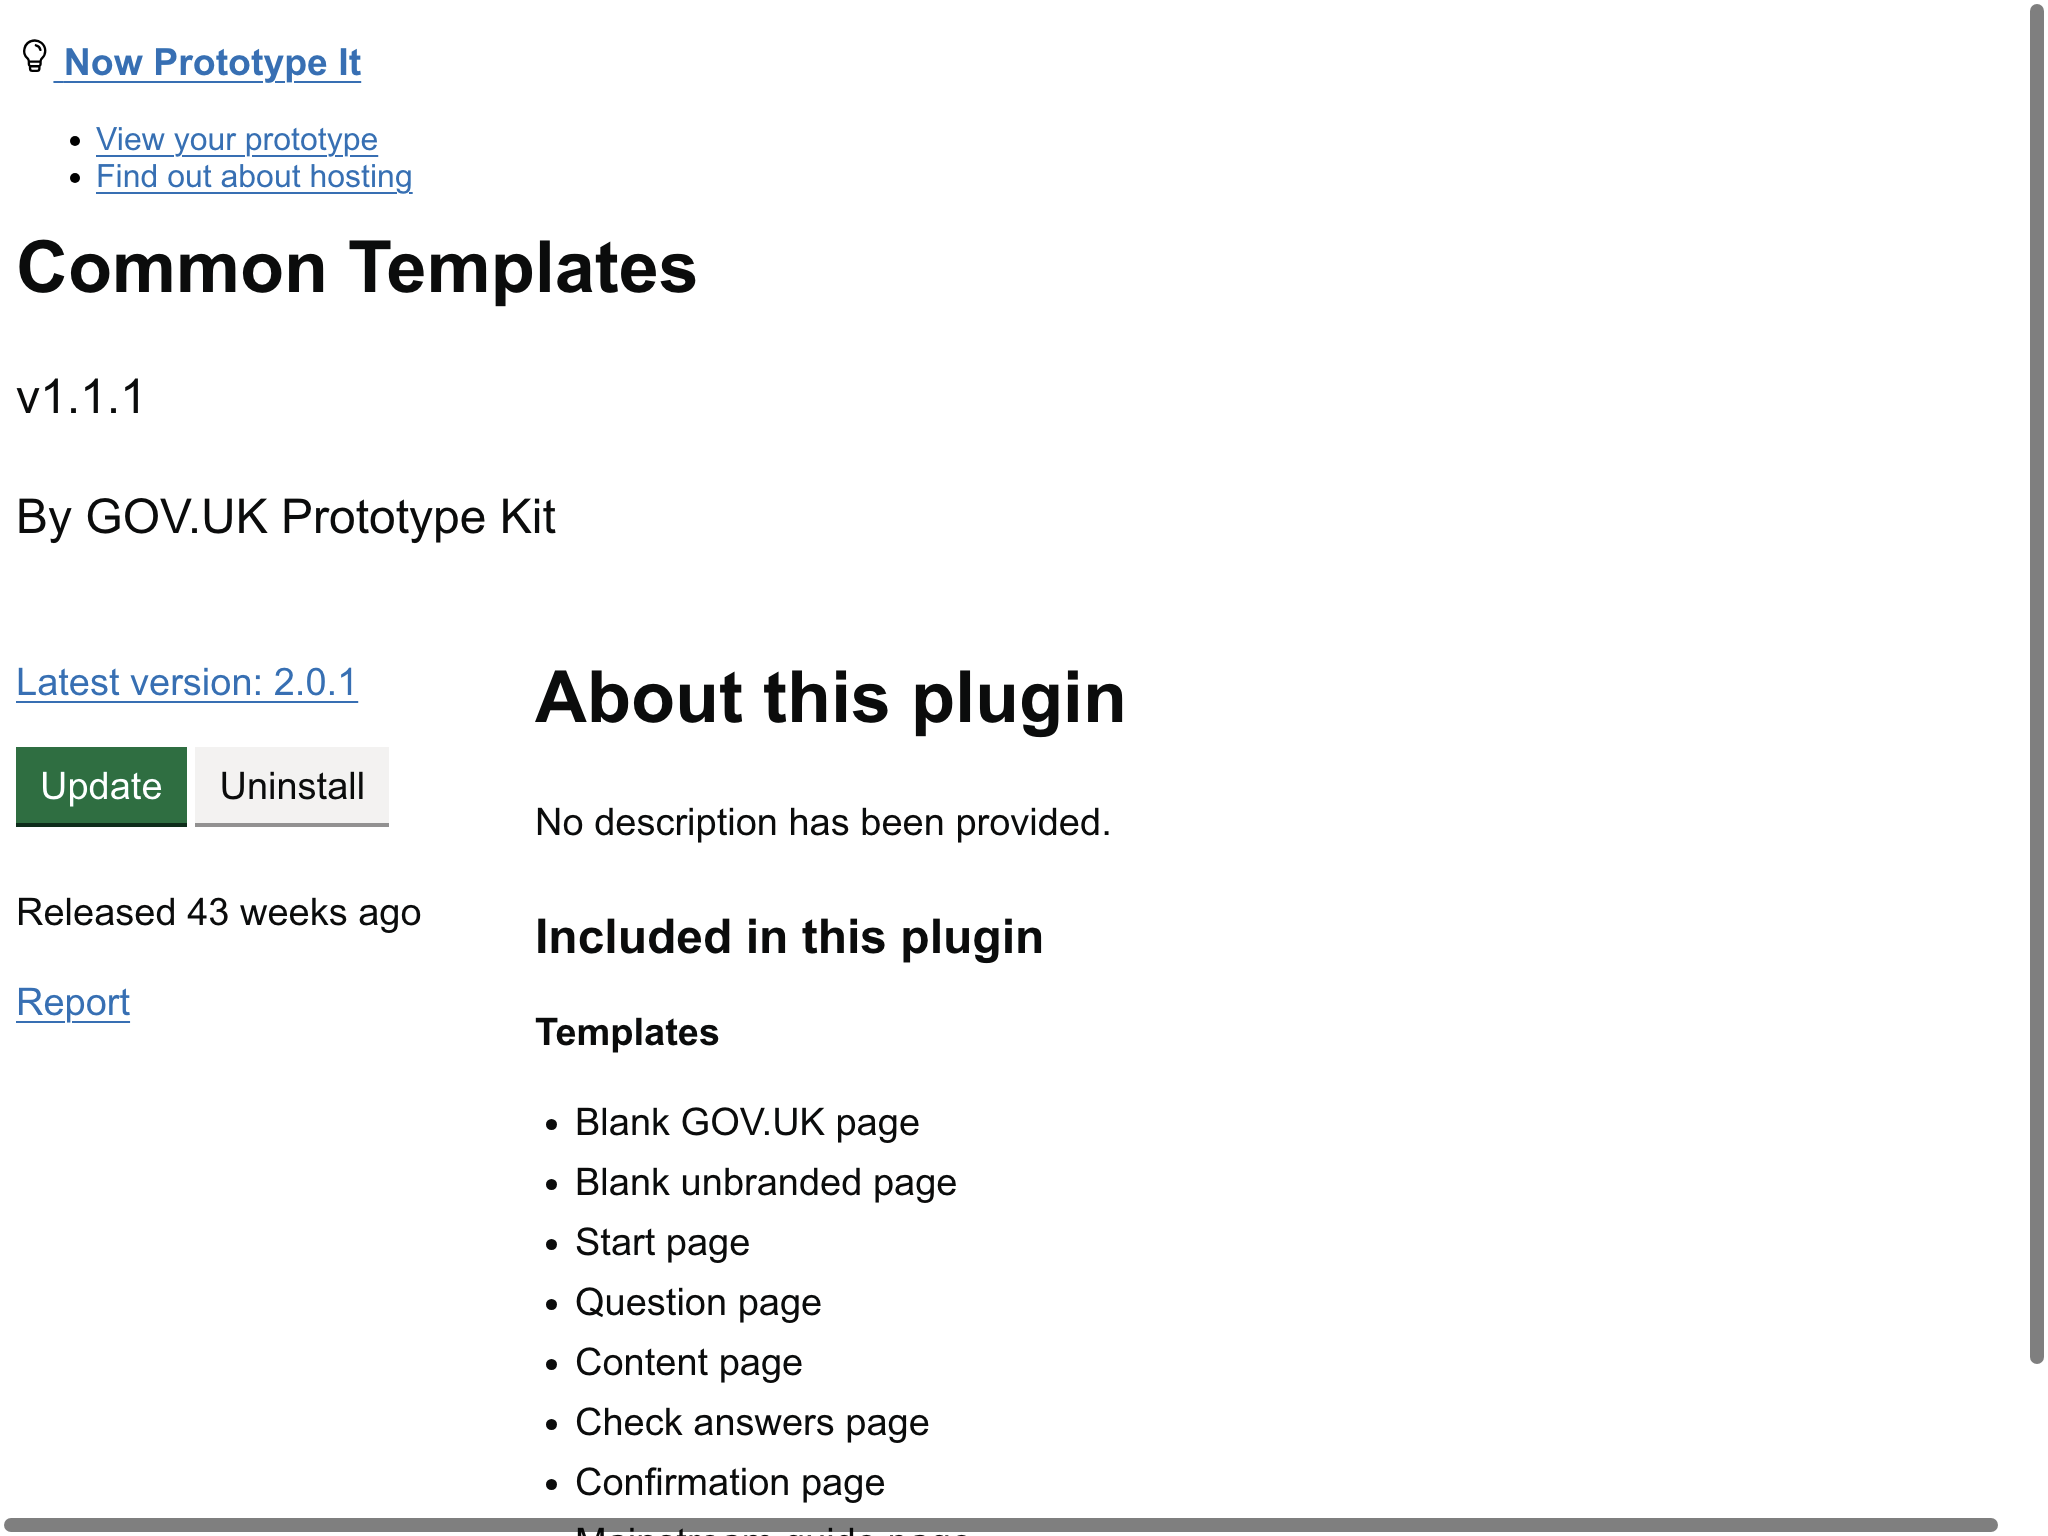 Now Prototype It
View your prototype
Find out about hosting
Common Templates
v1.1.1
By GOV.UK Prototype Kit
Latest version: 2.0.1
Update
Uninstall
Released 43 weeks ago
Report
About this plugin
No description has been provided.
Included in this plugin
Templates
Blank GOV.UK page
Blank unbranded page
Start page
Question page
Content page
Check answers page
Confirmation page
Mainstream guide page